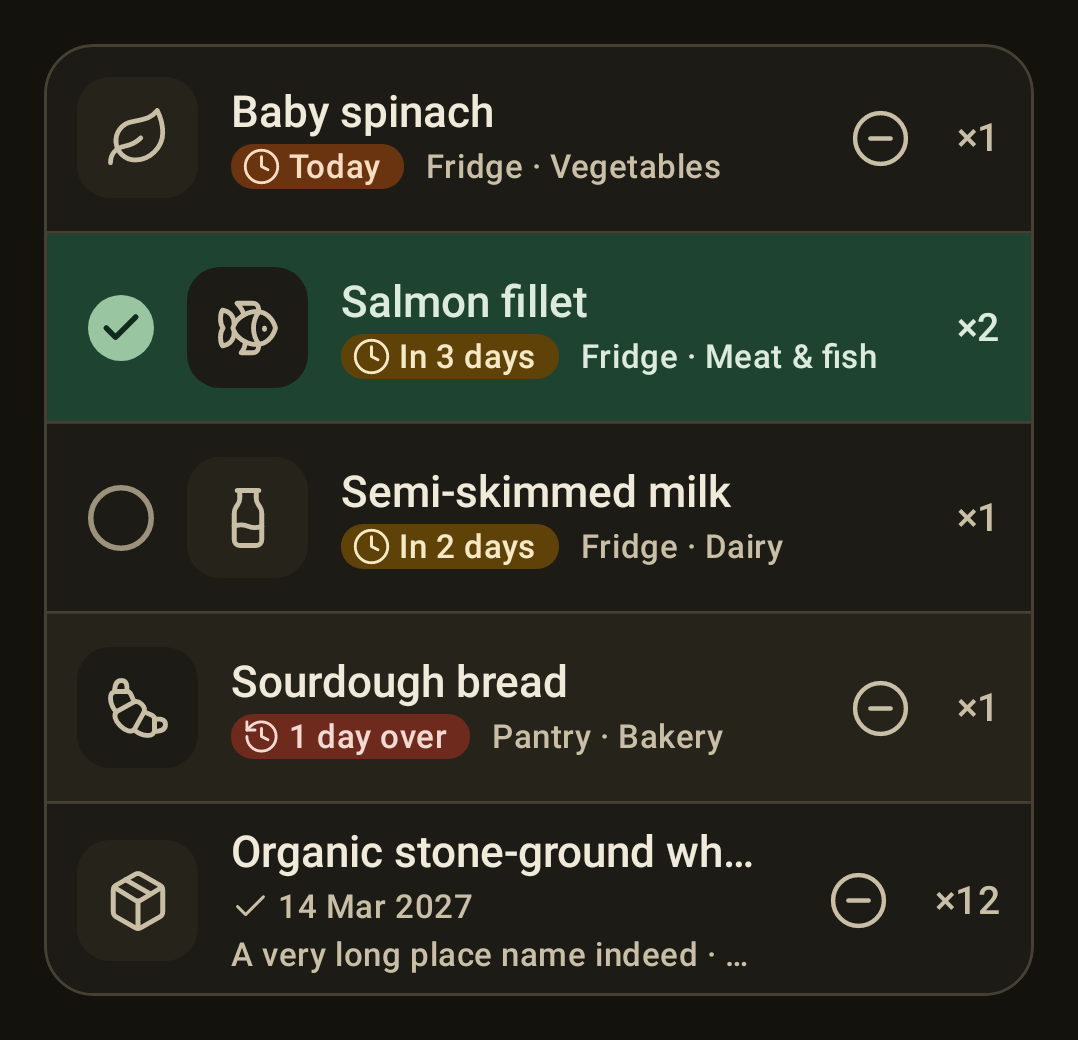 Baby spinach
Today Fridge · Vegetables
×1
Salmon fillet
In 3 days Fridge · Meat & fish
×2
Semi-skimmed milk
In 2 days Fridge · Dairy
×1
Sourdough bread
1 day over Pantry · Bakery
×1
Organic stone-ground wh…
14 Mar 2027
A very long place name indeed · …
×12